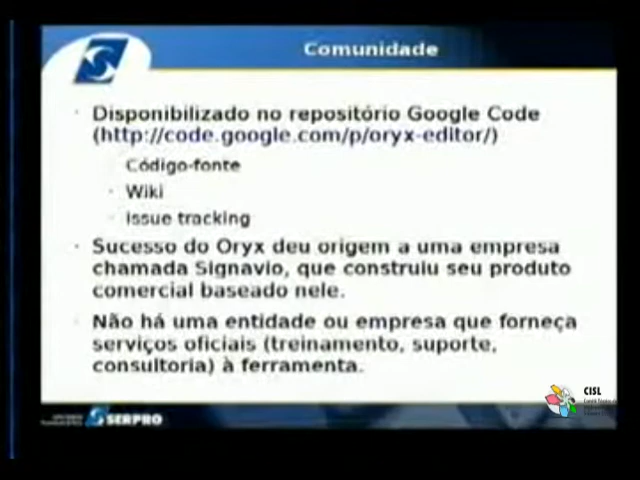 Comunidade
Disponibilizado no repositório Google Code
(http://code.google.com/p/oryx-editor/)
Código-fonte
Wiki
Issue tracking
Sucesso do Oryx deu origem a uma empresa
chamada Signavio, que construiu seu produto
comercial baseado nele.
Não há uma entidade ou empresa que forneça
serviços oficiais (treinamento, suporte,
consultoria) à ferramenta.
SERPRO
CISL